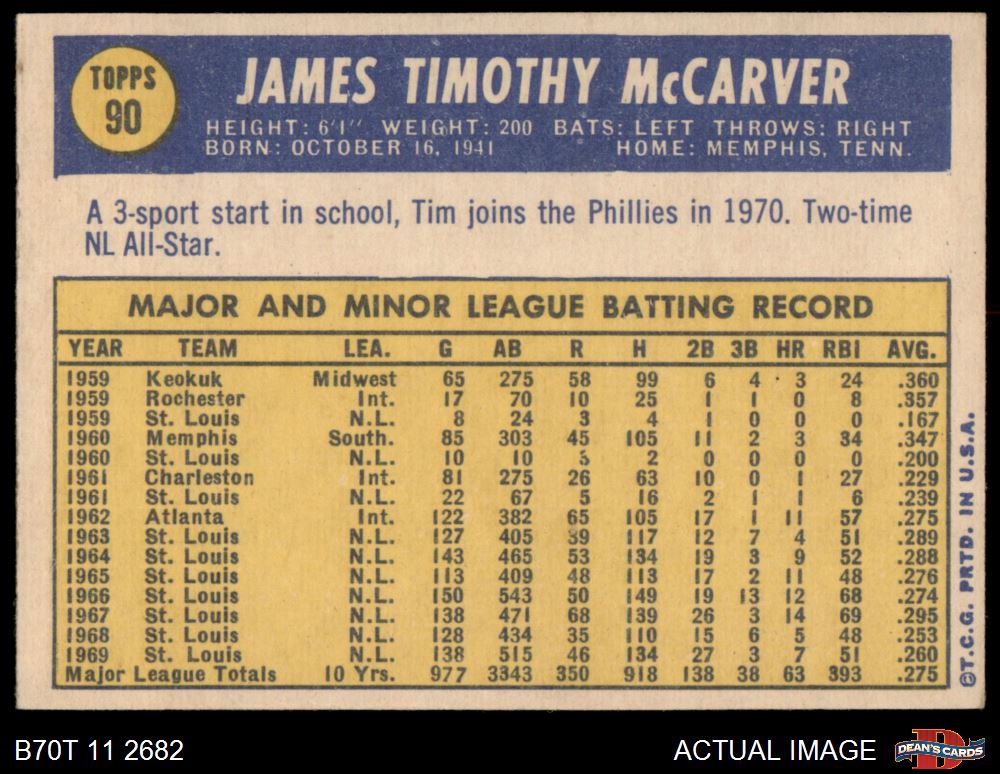 TOPPS
90
JAMES TIMOTHY McCARVER
HEIGHT: 6'1" WEIGHT: 200 BATS: LEFT THROWS: RIGHT
BORN: OCTOBER 16, 1941 HOME: MEMPHIS, TENN.
A 3-sport start in school, Tim joins the Phillies in 1970. Two-time
NL All-Star.
MAJOR AND MINOR LEAGUE BATTING RECORD
YEAR TEAM LEA. G AB R H 2B 3B HR RBI AVG.
1959 Keokuk Midwest 65 275 58 99 6 4 3 24 .360
1959 Rochester Int. 17 70 10 25 1 1 0 8 .357
1959 St. Louis N.L. 8 24 3 4 1 0 0 0 .167
1960 Memphis South. 85 303 45 105 11 2 3 34 .347
1960 St. Louis N.L. 10 10 3 2 0 0 0 0 .200
1961 Charleston Int. 81 275 26 63 10 0 1 27 .229
1961 St. Louis N.L. 22 67 5 16 2 1 1 6 .239
1962 Atlanta Int. 122 382 65 105 17 1 11 57 .275
1963 St. Louis N.L. 127 405 39 117 12 7 4 51 .289
1964 St. Louis N.L. 143 465 53 134 19 3 9 52 .288
1965 St. Louis N.L. 113 409 48 113 17 2 11 48 .276
1966 St. Louis N.L. 150 543 50 149 19 13 12 68 .274
1967 St. Louis N.L. 138 471 68 139 26 3 14 69 .295
1968 St. Louis N.L. 128 434 35 110 15 6 5 48 .253
1969 St. Louis N.L. 138 515 46 134 27 3 7 51 .260
Major League Totals 10 Yrs. 977 3343 350 918 138 38 63 393 .275
©T.C.G. PRTD. IN U.S.A.
B70T 11 2682
ACTUAL IMAGE
DEAN'S CARDS